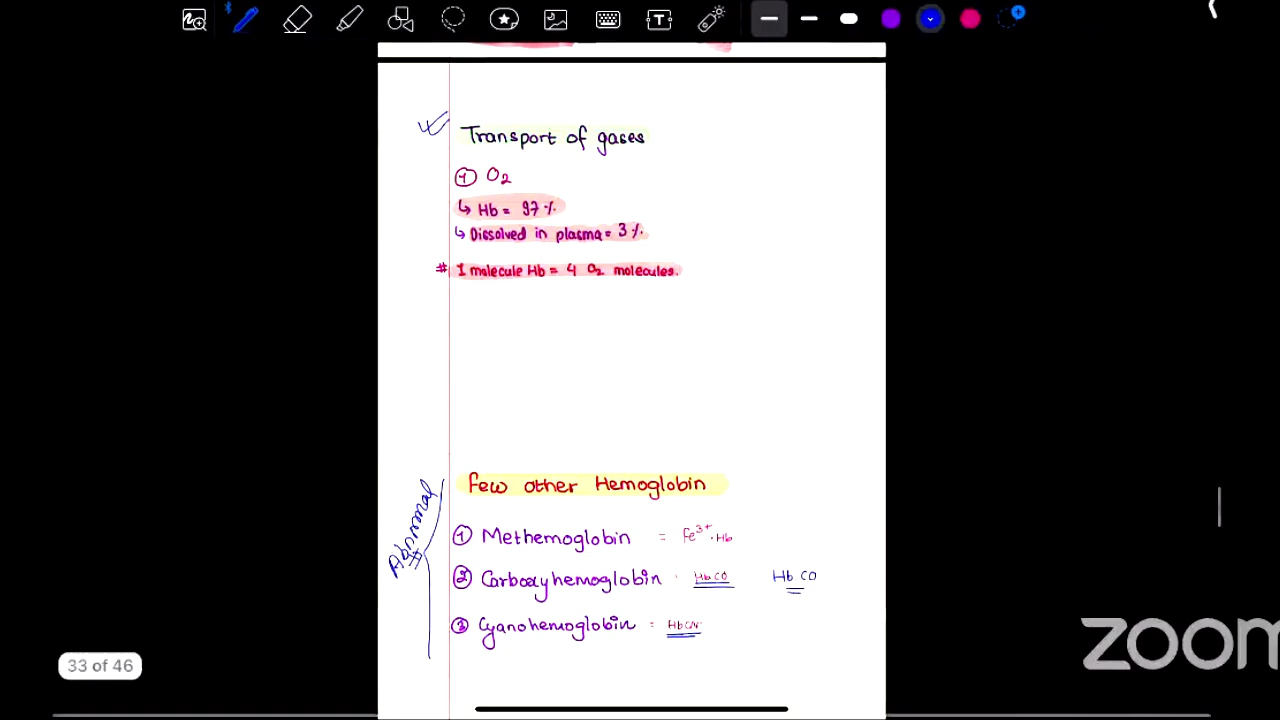 Transport of gases
① O₂
↳ Hb = 97 %.
↳ Dissolved in plasma = 3 %.
# 1 molecule Hb = 4 O₂ molecules.
Few other Hemoglobin
Abnormal
① Methemoglobin = Fe³⁺·Hb
② Carboxyhemoglobin · HbCO HbCO
③ Cyanohemoglobin = HbCN
33 of 46
zoom